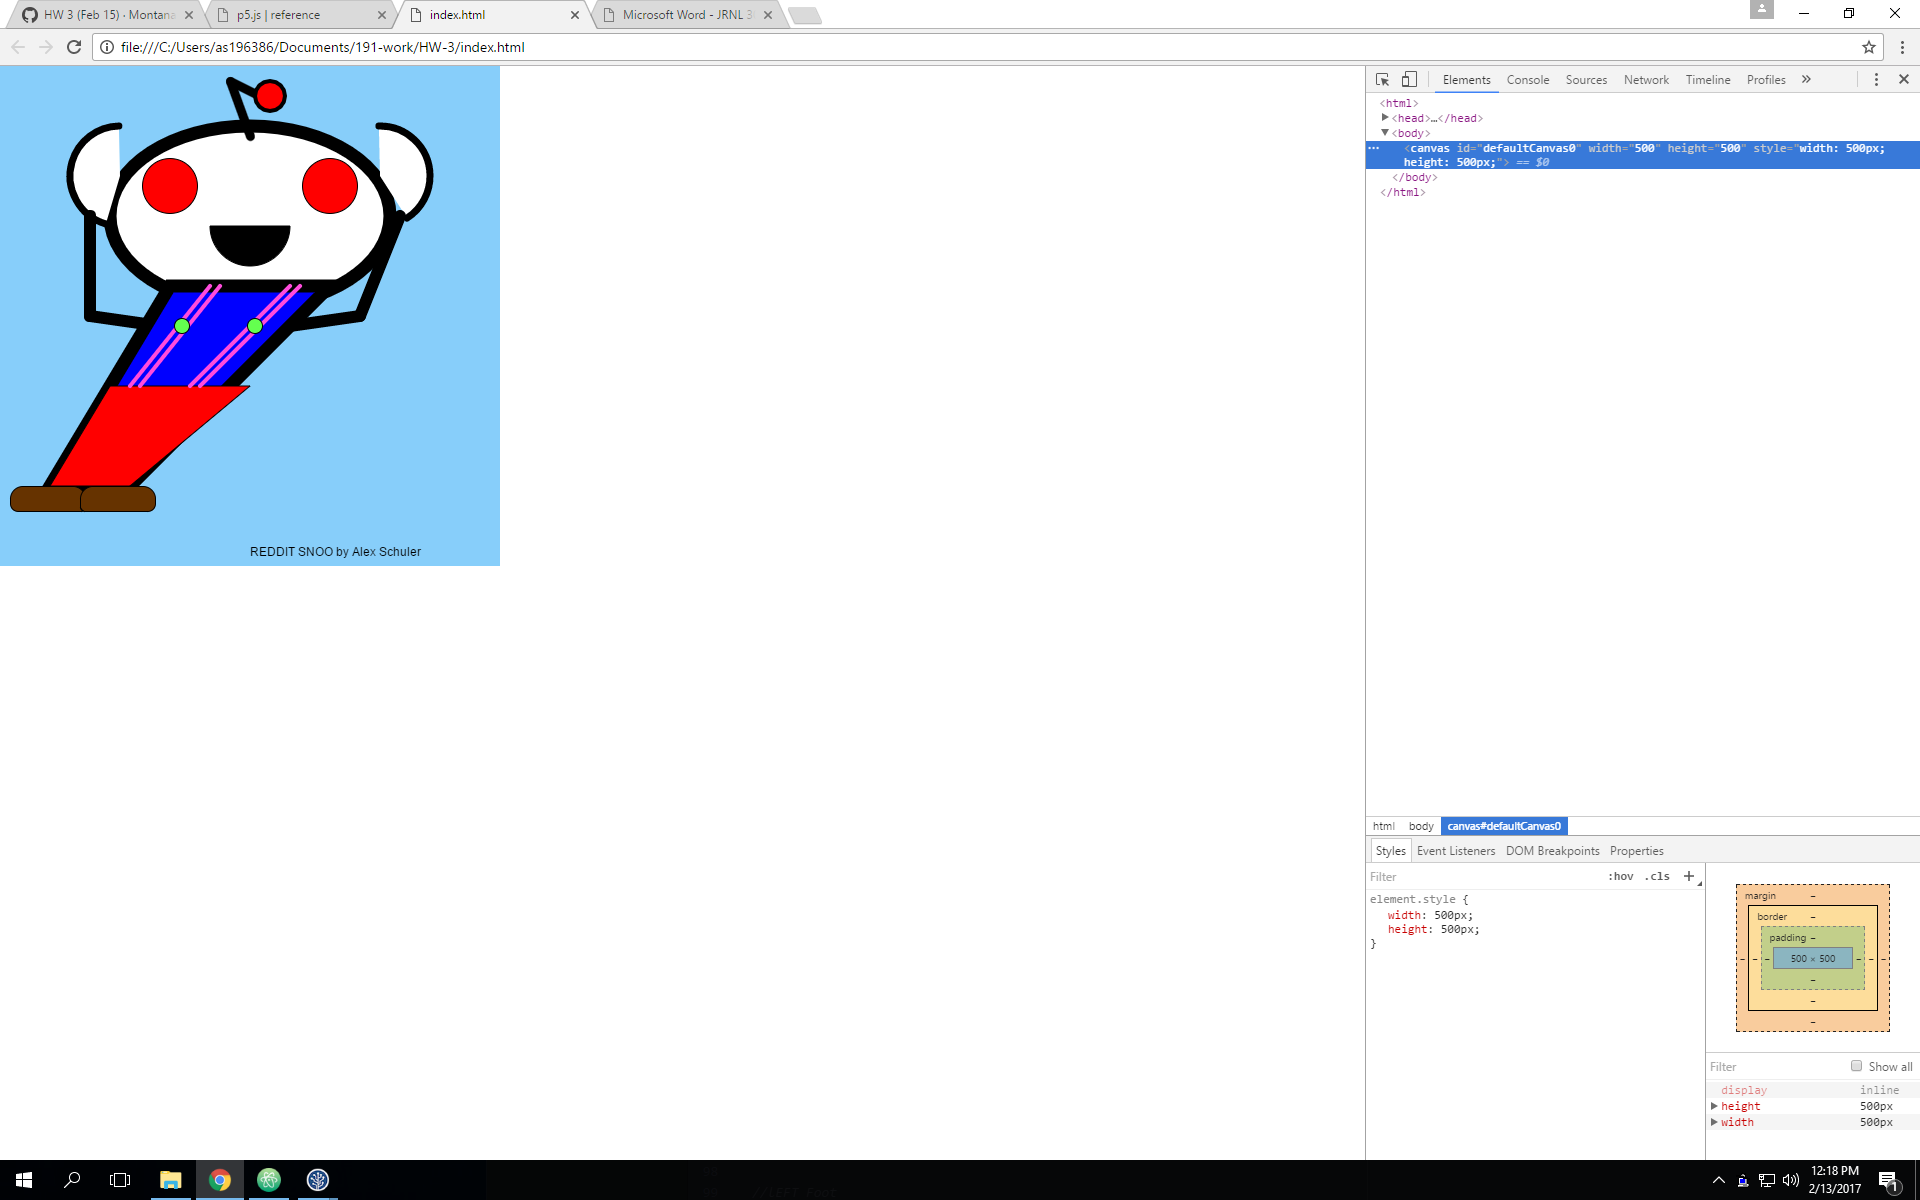 HW 3 (Feb 15) · Montana
p5.js | reference
index.html
Microsoft Word - JRNL 3
file:///C:/Users/as196386/Documents/191-work/HW-3/index.html
REDDIT SNOO by Alex Schuler
Elements Console Sources Network Timeline Profiles »
<html>
<head>…</head>
<body>
<canvas id="defaultCanvas0" width="500" height="500" style="width: 500px;
height: 500px;"> == $0
</body>
</html>
html body canvas#defaultCanvas0
Styles Event Listeners DOM Breakpoints Properties
Filter :hov .cls +
element.style {
width: 500px;
height: 500px;
}
margin –
border –
padding –
– – – 500 × 500 – – –
–
–
–
Filter Show all
display inline
height 500px
width 500px
12:18 PM
2/13/2017
1